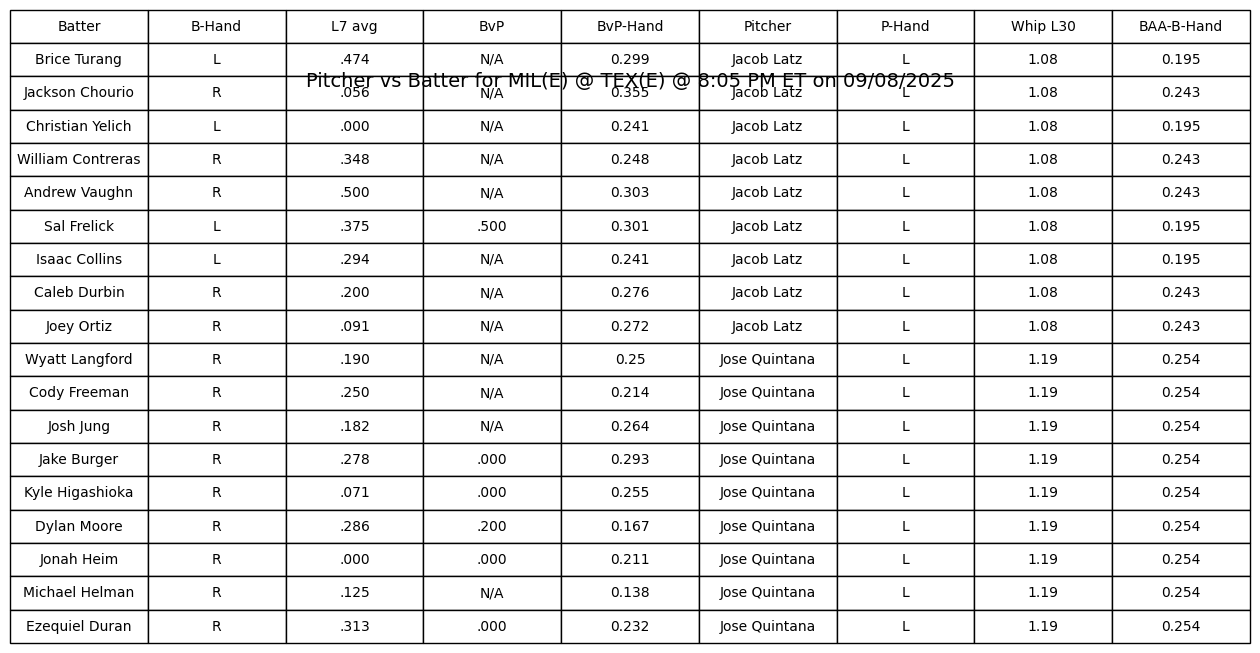 Batter B-Hand L7 avg BvP BvP-Hand Pitcher P-Hand Whip L30 BAA-B-Hand
Brice Turang L .474 N/A 0.299 Jacob Latz L 1.08 0.195
Pitcher vs Batter for MIL(E) @ TEX(E) @ 8:05 PM ET on 09/08/2025
Jackson Chourio R .056 N/A 0.355 Jacob Latz L 1.08 0.243
Christian Yelich L .000 N/A 0.241 Jacob Latz L 1.08 0.195
William Contreras R .348 N/A 0.248 Jacob Latz L 1.08 0.243
Andrew Vaughn R .500 N/A 0.303 Jacob Latz L 1.08 0.243
Sal Frelick L .375 .500 0.301 Jacob Latz L 1.08 0.195
Isaac Collins L .294 N/A 0.241 Jacob Latz L 1.08 0.195
Caleb Durbin R .200 N/A 0.276 Jacob Latz L 1.08 0.243
Joey Ortiz R .091 N/A 0.272 Jacob Latz L 1.08 0.243
Wyatt Langford R .190 N/A 0.25 Jose Quintana L 1.19 0.254
Cody Freeman R .250 N/A 0.214 Jose Quintana L 1.19 0.254
Josh Jung R .182 N/A 0.264 Jose Quintana L 1.19 0.254
Jake Burger R .278 .000 0.293 Jose Quintana L 1.19 0.254
Kyle Higashioka R .071 .000 0.255 Jose Quintana L 1.19 0.254
Dylan Moore R .286 .200 0.167 Jose Quintana L 1.19 0.254
Jonah Heim R .000 .000 0.211 Jose Quintana L 1.19 0.254
Michael Helman R .125 N/A 0.138 Jose Quintana L 1.19 0.254
Ezequiel Duran R .313 .000 0.232 Jose Quintana L 1.19 0.254